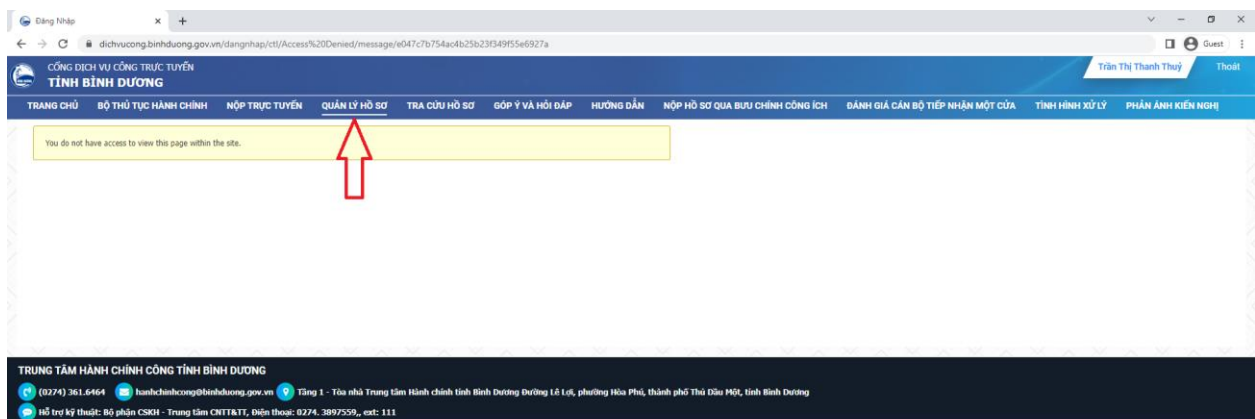 Đăng Nhập
dichvucong.binhduong.gov.vn/dangnhap/ctl/Access%20Denied/message/e047c7b754ac4b25b23f349f55e6927a
Guest
CỔNG DỊCH VỤ CÔNG TRỰC TUYẾN
TỈNH BÌNH DƯƠNG
Trần Thị Thanh Thuỷ Thoát
TRANG CHỦ BỘ THỦ TỤC HÀNH CHÍNH NỘP TRỰC TUYẾN QUẢN LÝ HỒ SƠ TRA CỨU HỒ SƠ GÓP Ý VÀ HỎI ĐÁP HƯỚNG DẪN NỘP HỒ SƠ QUA BƯU CHÍNH CÔNG ÍCH ĐÁNH GIÁ CÁN BỘ TIẾP NHẬN MỘT CỬA TÌNH HÌNH XỬ LÝ PHẢN ÁNH KIẾN NGHỊ
You do not have access to view this page within the site.
TRUNG TÂM HÀNH CHÍNH CÔNG TỈNH BÌNH DƯƠNG
(0274) 361.6464 hanhchinhcong@binhduong.gov.vn Tầng 1 - Tòa nhà Trung tâm Hành chính tỉnh Bình Dương Đường Lê Lợi, phường Hòa Phú, thành phố Thủ Dầu Một, tỉnh Bình Dương
Hỗ trợ kỹ thuật: Bộ phận CSKH - Trung tâm CNTT&TT, Điện thoại: 0274. 3897559,, ext: 111